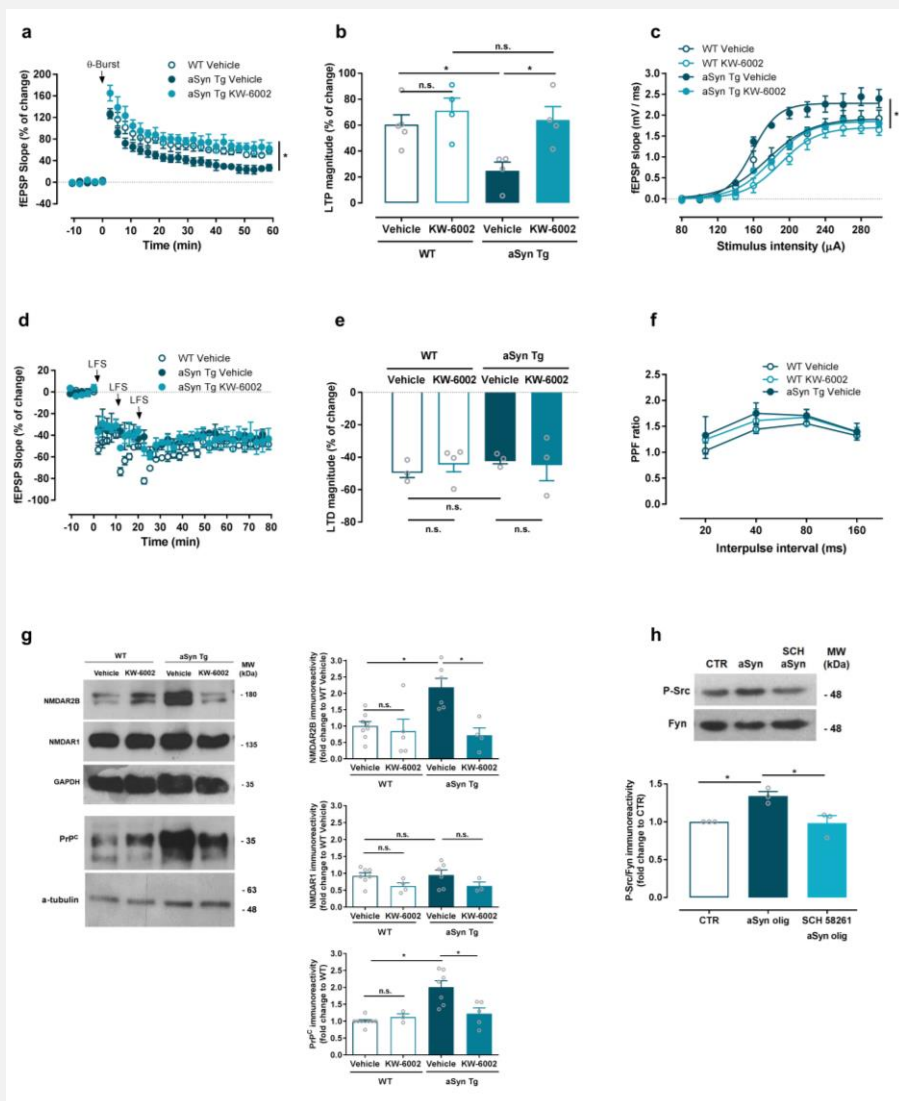 a
θ-Burst
WT Vehicle
aSyn Tg Vehicle
aSyn Tg KW-6002
fEPSP Slope (% of change)
200
160
120
80
40
0
-40
*
-10 0 10 20 30 40 50 60
Time (min)
b
n.s.
* *
n.s.
LTP magnitude (% of change)
100
80
60
40
20
0
Vehicle KW-6002 Vehicle KW-6002
WT aSyn Tg
c
WT Vehicle
WT KW-6002
aSyn Tg Vehicle
aSyn Tg KW-6002
fEPSP slope (mV / ms)
3.0
2.5
2.0
1.5
1.0
0.5
0.0
*
80 120 160 200 240 280
Stimulus intensity (μA)
d
LFS
LFS
LFS
WT Vehicle
aSyn Tg Vehicle
aSyn Tg KW-6002
fEPSP Slope (% of change)
40
20
0
-20
-40
-60
-80
-100
-10 0 10 20 30 40 50 60 70 80
Time (min)
e
WT aSyn Tg
Vehicle KW-6002 Vehicle KW-6002
LTD magnitude (% of change)
0
-20
-40
-60
-80
n.s.
n.s. n.s.
f
WT Vehicle
WT KW-6002
aSyn Tg Vehicle
PPF ratio
2.5
2.0
1.5
1.0
0.5
0.0
20 40 80 160
Interpulse interval (ms)
g
WT aSyn Tg MW
(kDa)
Vehicle KW-6002 Vehicle KW-6002
NMDAR2B - 180
NMDAR1 - 135
GAPDH - 35
PrPᶜ - 35
- 63
a-tubulin
- 48
NMDAR2B immunoreactivity
(fold change to WT Vehicle)
3.0
2.5
2.0
1.5
1.0
0.5
0.0
* *
n.s.
Vehicle KW-6002 Vehicle KW-6002
WT aSyn Tg
NMDAR1 immunoreactivity
(fold change to WT Vehicle)
3.0
2.5
2.0
1.5
1.0
0.5
0.0
n.s. n.s.
n.s.
Vehicle KW-6002 Vehicle KW-6002
WT aSyn Tg
PrPᶜ immunoreactivity
(fold change to WT)
3.0
2.5
2.0
1.5
1.0
0.5
0.0
* *
n.s.
Vehicle KW-6002 Vehicle KW-6002
WT aSyn Tg
h
CTR aSyn SCH
aSyn
MW
(kDa)
P-Src - 48
Fyn - 48
P-Src/Fyn immunoreactivity
(fold change to CTR)
2.0
1.5
1.0
0.5
0.0
* *
CTR aSyn olig SCH 58261
aSyn olig